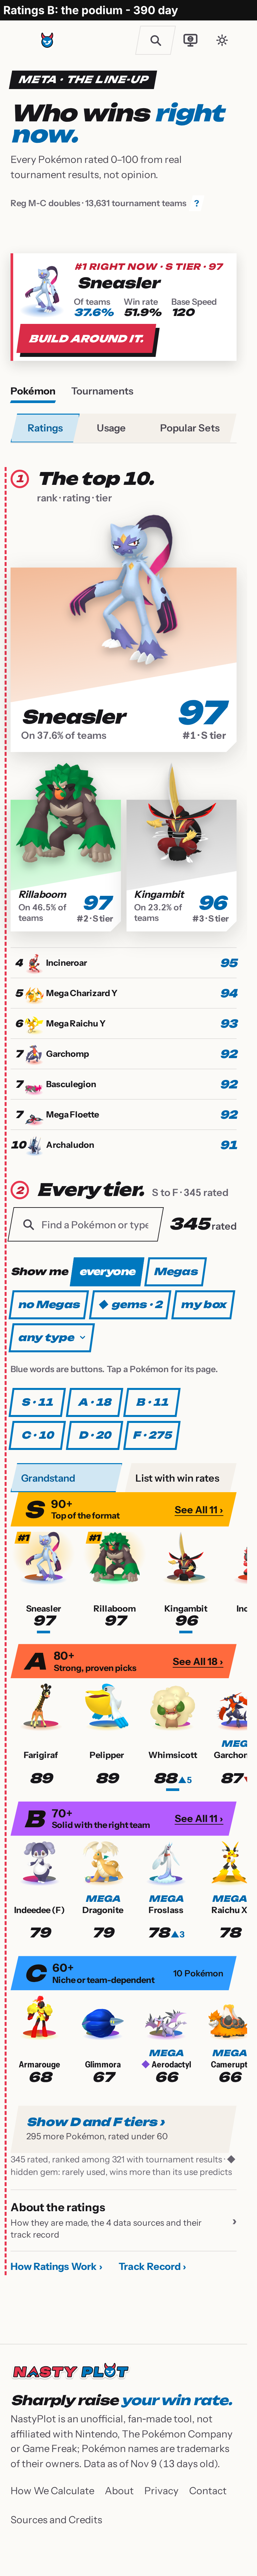 Ratings B: the podium - 390 day
META · THE LINE-UP
Who wins right
now.
Every Pokémon rated 0–100 from real
tournament results, not opinion.
Reg M-C doubles · 13,631 tournament teams ?
#1 RIGHT NOW · S TIER · 97
Sneasler
Of teams Win rate Base Speed
37.6% 51.9% 120
BUILD AROUND IT.
Pokémon Tournaments
Ratings Usage Popular Sets
1 The top 10.
rank · rating · tier
Sneasler 97
On 37.6% of teams #1 · S tier
Rillaboom
On 46.5% of
teams
97
#2 · S tier
Kingambit
On 23.2% of
teams
96
#3 · S tier
4 Incineroar 95
5 Mega Charizard Y 94
6 Mega Raichu Y 93
7 Garchomp 92
7 Basculegion 92
7 Mega Floette 92
10 Archaludon 91
2 Every tier. S to F · 345 rated
Find a Pokémon or type 345 rated
Show me everyone Megas
no Megas ◆ gems · 2 my box
any type
Blue words are buttons. Tap a Pokémon for its page.
S · 11 A · 18 B · 11
C · 10 D · 20 F · 275
Grandstand List with win rates
S 90+
Top of the format
See All 11 ›
#1 #1
Sneasler Rillaboom Kingambit Inc
97 97 96
A 80+
Strong, proven picks
See All 18 ›
MEGA
Farigiraf Pelipper Whimsicott Garchom
89 89 88 ▲5 87 ▼
B 70+
Solid with the right team
See All 11 ›
MEGA MEGA MEGA
Indeedee (F) Dragonite Froslass Raichu X
79 79 78 ▲3 78
C 60+
Niche or team-dependent
10 Pokémon
MEGA MEGA
Armarouge Glimmora ◆ Aerodactyl Camerupt
68 67 66 66
Show D and F tiers ›
295 more Pokémon, rated under 60
345 rated, ranked among 321 with tournament results · ◆
hidden gem: rarely used, wins more than its use predicts
About the ratings
How they are made, the 4 data sources and their
track record
›
How Ratings Work › Track Record ›
NASTY PLOT
Sharply raise your win rate.
NastyPlot is an unofficial, fan-made tool, not
affiliated with Nintendo, The Pokémon Company
or Game Freak; Pokémon names are trademarks
of their owners. Data as of Nov 9 (13 days old).
How We Calculate About Privacy Contact
Sources and Credits